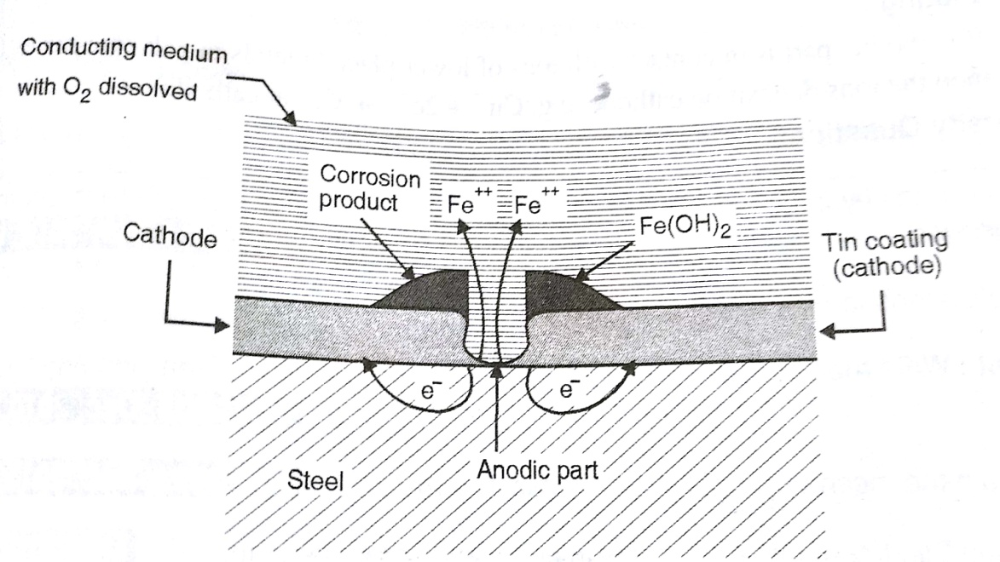 Conducting medium
with O₂ dissolved
Corrosion
product
Fe⁺⁺
Fe⁺⁺
Fe(OH)₂
Cathode
Tin coating
(cathode)
e⁻
e⁻
Anodic part
Steel